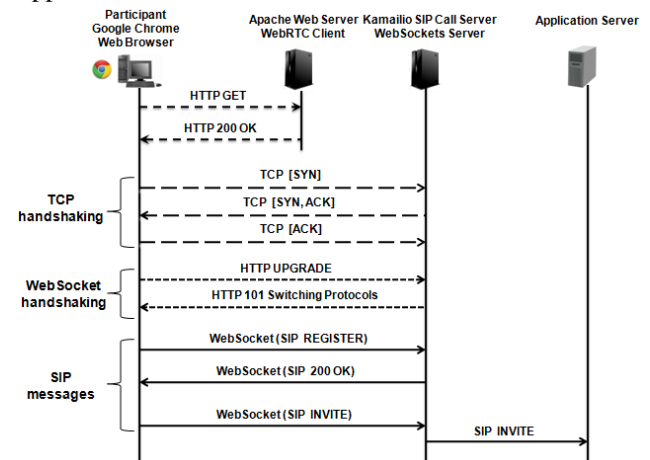 Participant
Google Chrome
Web Browser
Apache Web Server
WebRTC Client
Kamailio SIP Call Server
WebSockets Server
Application Server
HTTP GET
HTTP 200 OK
TCP handshaking
TCP [SYN]
TCP [SYN, ACK]
TCP [ACK]
WebSocket
handshaking
HTTP UPGRADE
HTTP 101 Switching Protocols
SIP
messages
WebSocket (SIP REGISTER)
WebSocket (SIP 200 OK)
WebSocket (SIP INVITE)
SIP INVITE